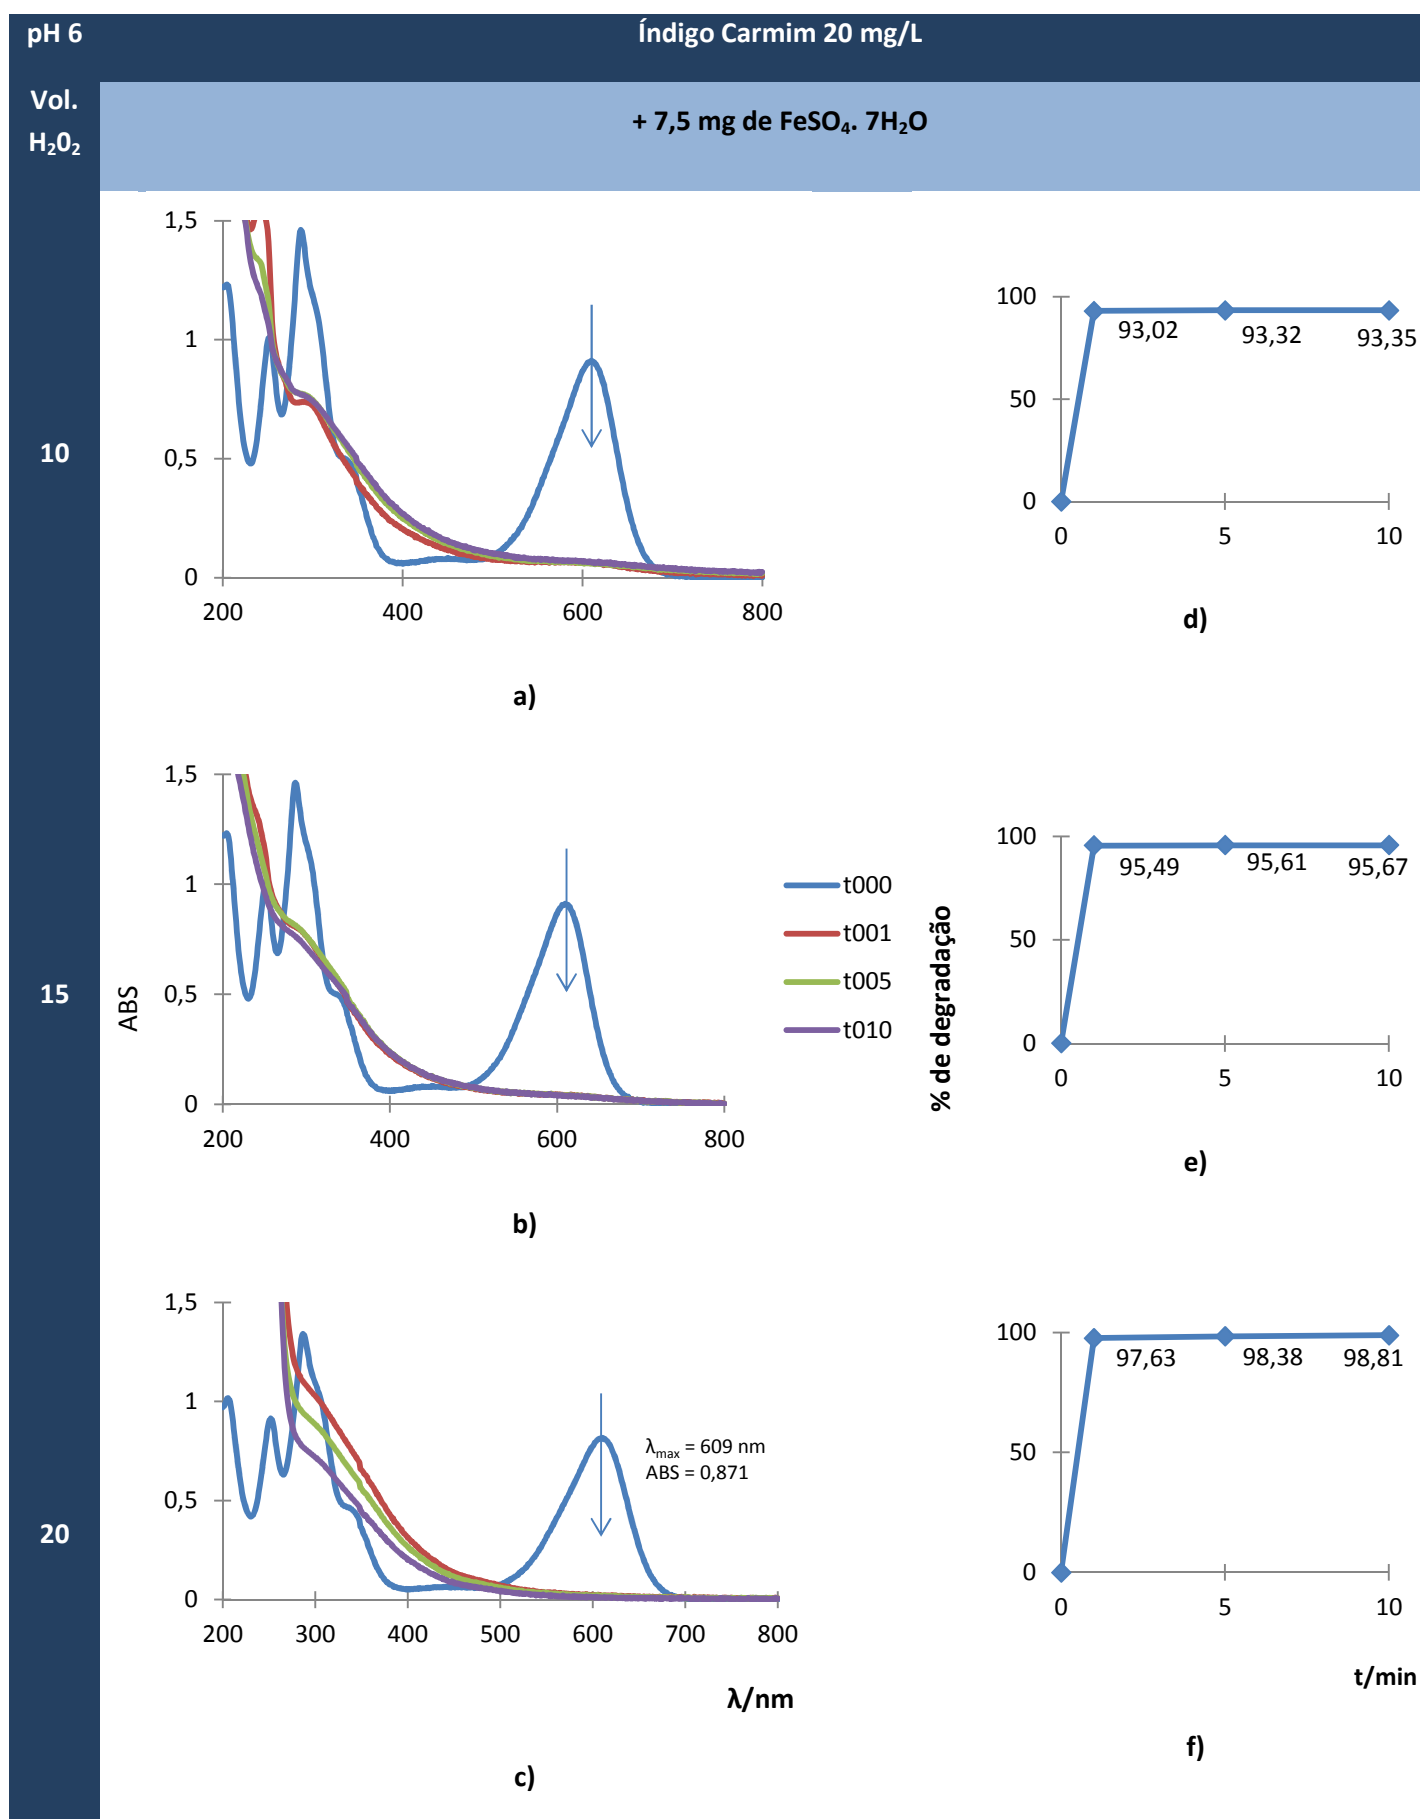 pH 6
Índigo Carmim 20 mg/L
Vol.
H₂0₂
+ 7,5 mg de FeSO₄. 7H₂O
10
1,5
1
0,5
0
200 400 600 800
a)
100
50
0
0 5 10
93,02 93,32 93,35
d)
15
ABS
1,5
1
0,5
0
200 400 600 800
b)
t000
t001
t005
t010
% de degradação
100
50
0
0 5 10
95,49 95,61 95,67
e)
20
1,5
1
0,5
0
200 300 400 500 600 700 800
λmax = 609 nm
ABS = 0,871
λ/nm
c)
100
50
0
0 5 10
97,63 98,38 98,81
t/min
f)